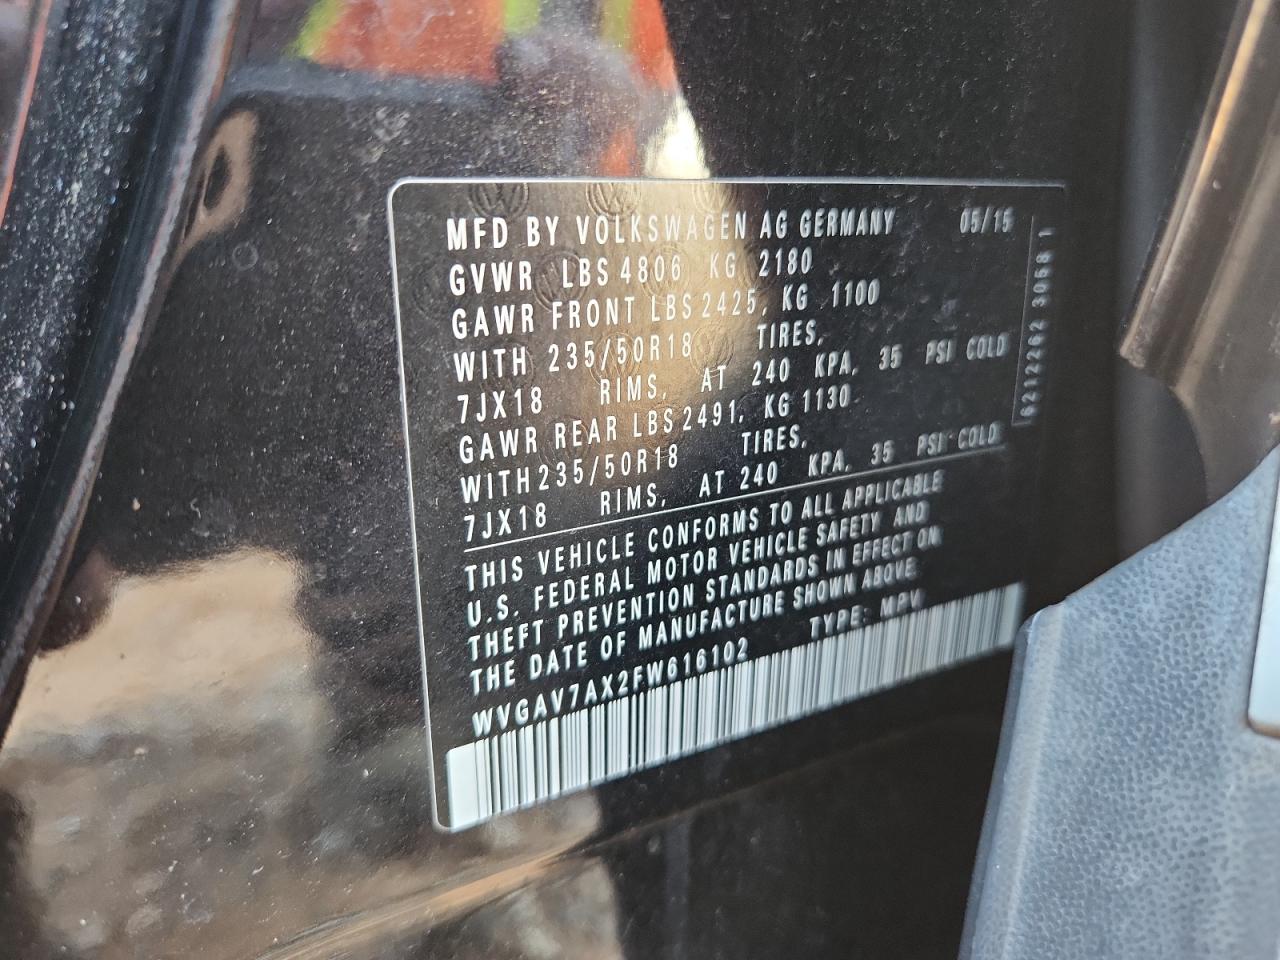 MFD BY VOLKSWAGEN AG GERMANY 05/15
GVWR LBS 4806 KG 2180
GAWR FRONT LBS 2425, KG 1100
WITH 235/50R18 TIRES,
7JX18 RIMS, AT 240 KPA, 35 PSI COLD
GAWR REAR LBS 2491, KG 1130
WITH 235/50R18 TIRES,
7JX18 RIMS, AT 240 KPA, 35 PSI COLD
THIS VEHICLE CONFORMS TO ALL APPLICABLE
U.S. FEDERAL MOTOR VEHICLE SAFETY AND
THEFT PREVENTION STANDARDS IN EFFECT ON
THE DATE OF MANUFACTURE SHOWN ABOVE
WVGAV7AX2FW616102 TYPE: MPV